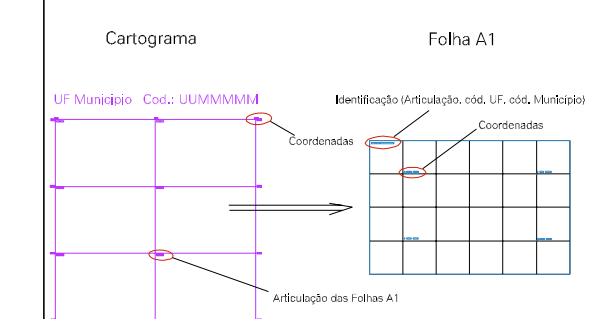 Cartograma
Folha A1
UF Município Cod.: UUMMMMM
Identificação (Articulação, cód. UF, cód. Município)
Coordenadas
Coordenadas
Articulação das Folhas A1